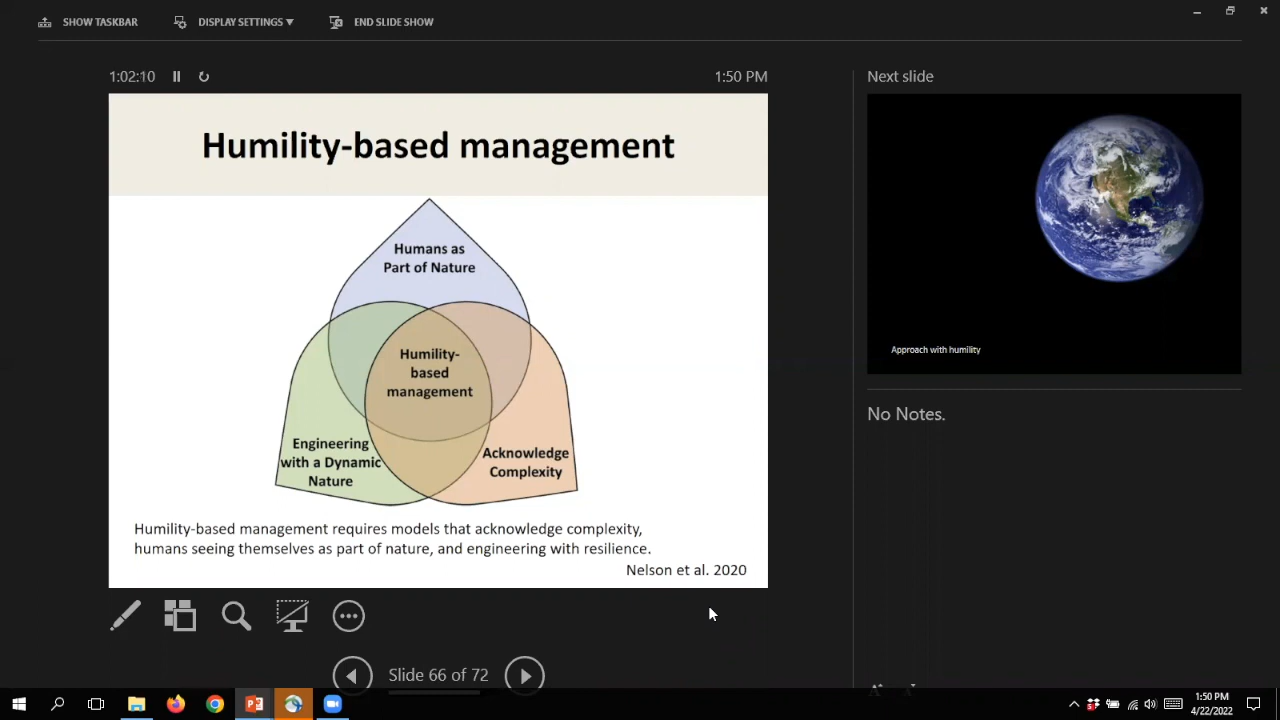 SHOW TASKBAR
DISPLAY SETTINGS ▼
END SLIDE SHOW
1:02:10
1:50 PM
Next slide
Humility-based management
Humans as
Part of Nature
Humility-
based
management
Engineering
with a Dynamic
Nature
Acknowledge
Complexity
Humility-based management requires models that acknowledge complexity,
humans seeing themselves as part of nature, and engineering with resilience.
Nelson et al. 2020
Approach with humility
No Notes.
Slide 66 of 72
1:50 PM
4/22/2022